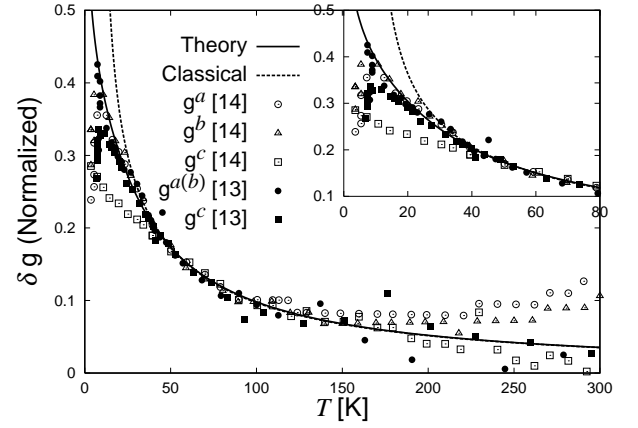 0.5
0.4
0.3
0.2
0.1
0
δ g (Normalized)
0 50 100 150 200 250 300
T [K]
Theory
Classical
g^a [14]
g^b [14]
g^c [14]
g^a(b) [13]
g^c [13]
0.5
0.4
0.3
0.2
0.1
0 20 40 60 80